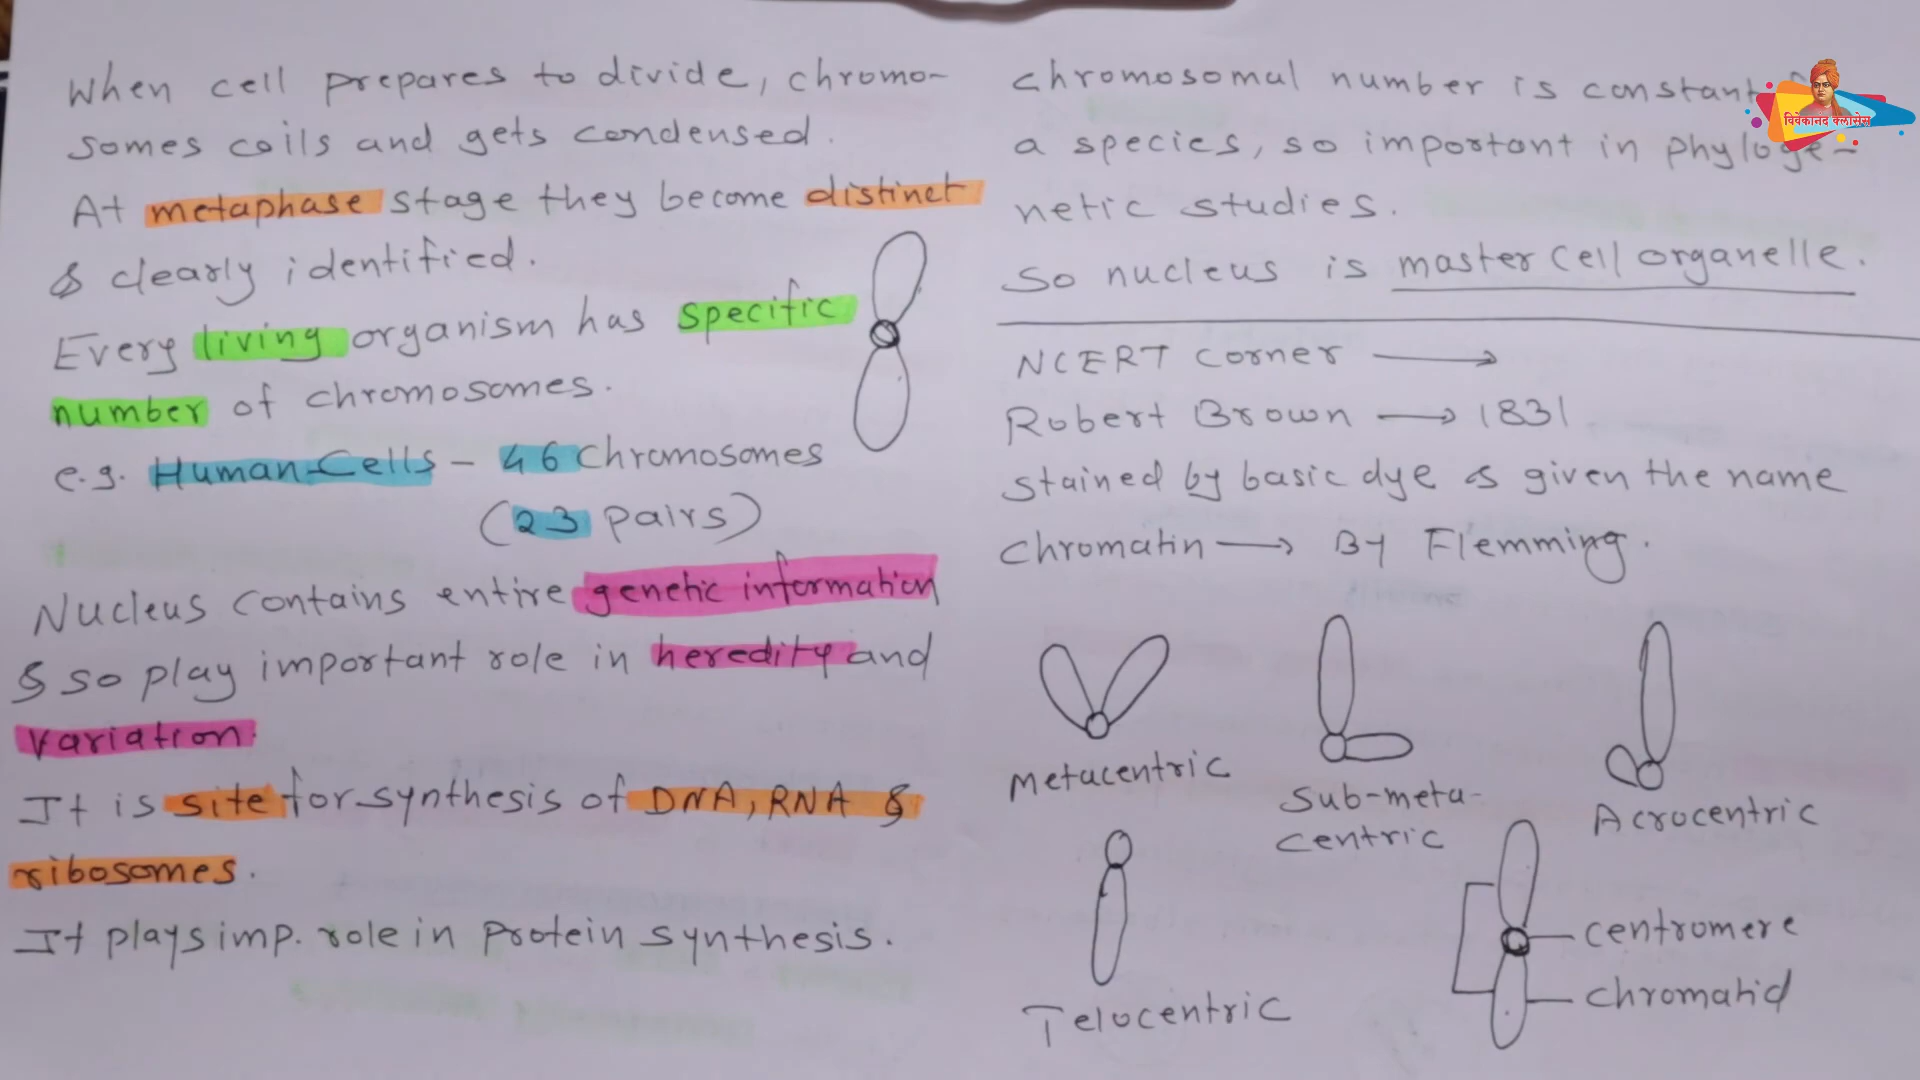 When cell prepares to divide, chromo-
somes coils and gets condensed.
At metaphase stage they become distinct
& clearly identified.
Every living organism has specific
number of chromosomes.
e.g. Human Cells - 46 Chromosomes
(23 pairs)
Nucleus contains entire genetic information
& so play important role in heredity and
variation.
It is site for synthesis of DNA, RNA &
ribosomes.
It plays imp. role in Protein synthesis.
chromosomal number is constant
a species, so important in phyloge-
netic studies.
So nucleus is master cell organelle.
NCERT Corner →
Robert Brown → 1831
stained by basic dye & given the name
chromatin → By Flemming.
Metacentric
Sub-meta-
centric
Acrocentric
Telocentric
centromere
chromatid
विवेकानंद क्लासेस